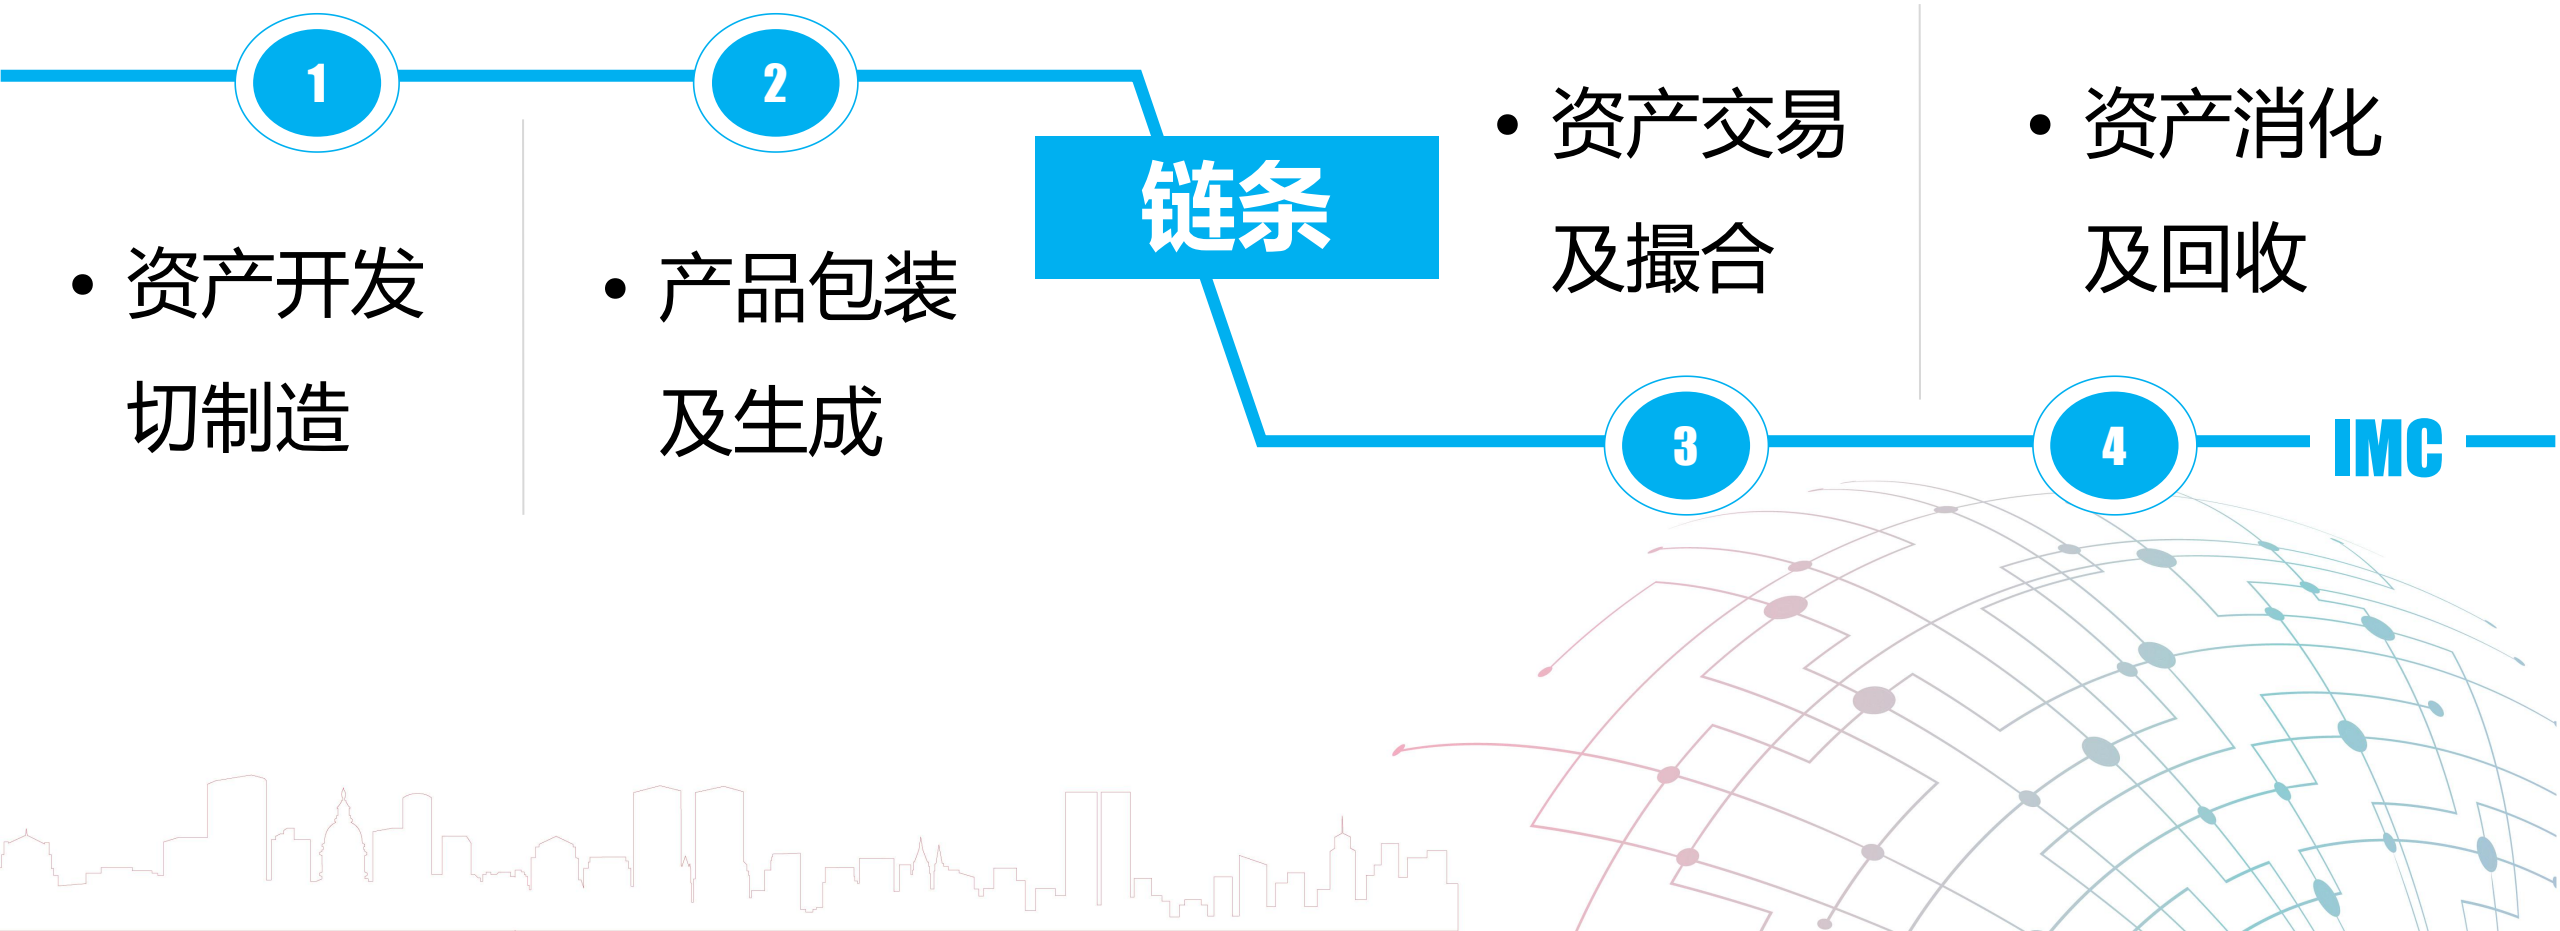 1
• 资产开发
切制造
2
• 产品包装
及生成
链条
• 资产交易
及撮合
3
• 资产消化
及回收
4
IMC